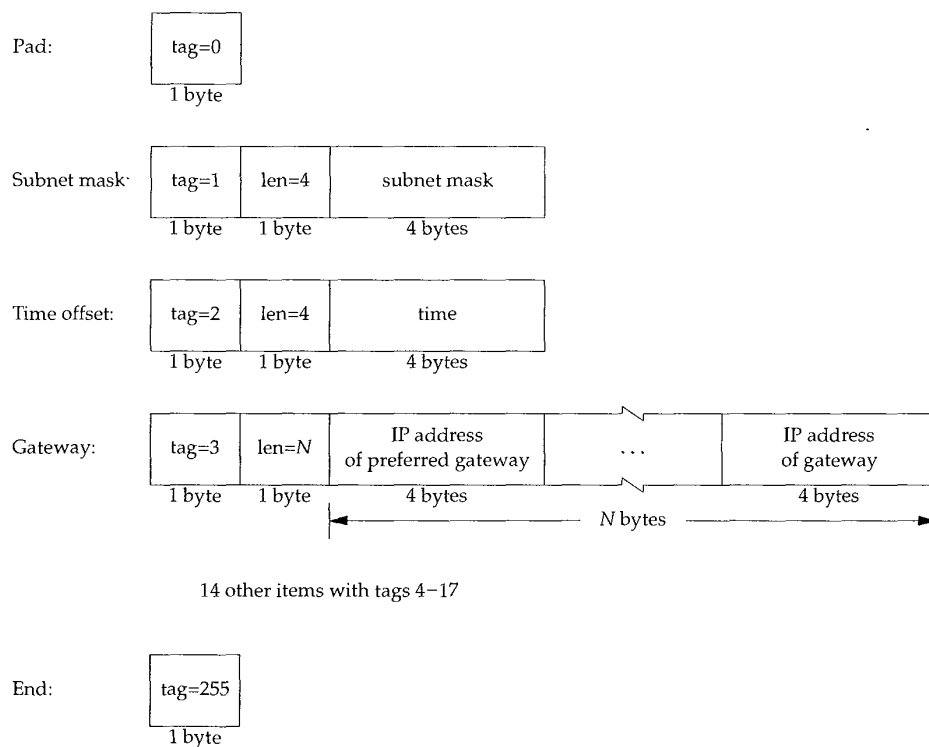 Pad:
tag=0
1 byte
Subnet mask:
tag=1 len=4 subnet mask
1 byte 1 byte 4 bytes
Time offset:
tag=2 len=4 time
1 byte 1 byte 4 bytes
Gateway:
tag=3 len=N IP address of preferred gateway ... IP address of gateway
1 byte 1 byte 4 bytes 4 bytes
N bytes
14 other items with tags 4–17
End:
tag=255
1 byte